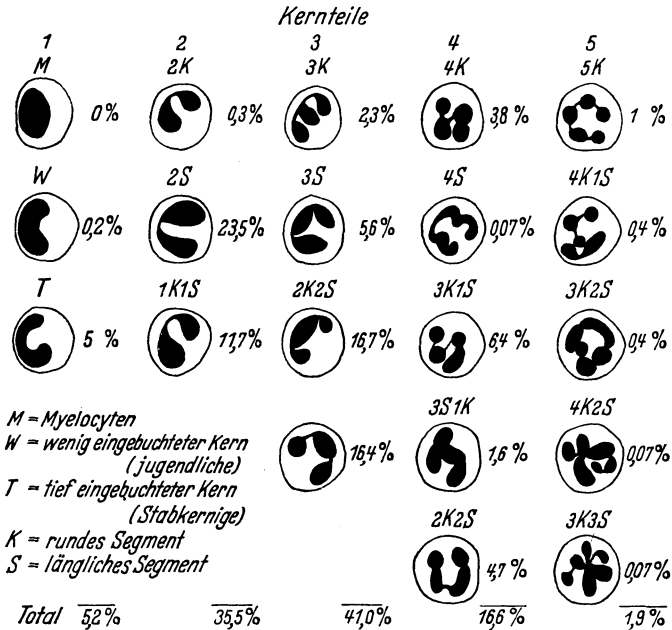 Kernteile
1 2 3 4 5
M 2K 3K 4K 5K
0% 0,3% 2,3% 3,8% 1 %
W 2S 3S 4S 4K1S
0,2% 23,5% 5,6% 0,07% 0,4%
T 1K1S 2K2S 3K1S 3K2S
5 % 11,7% 16,7% 6,4% 0,4%
3S1K 4K2S
M = Myelocyten
W = wenig eingebuchteter Kern
(jugendliche)
16,4% 1,6% 0,07%
T = tief eingebuchteter Kern
(Stabkernige)
K = rundes Segment
S = längliches Segment
2K2S 3K3S
4,7% 0,07%
Total 5,2% 35,5% 41,0% 16,6% 1,9%